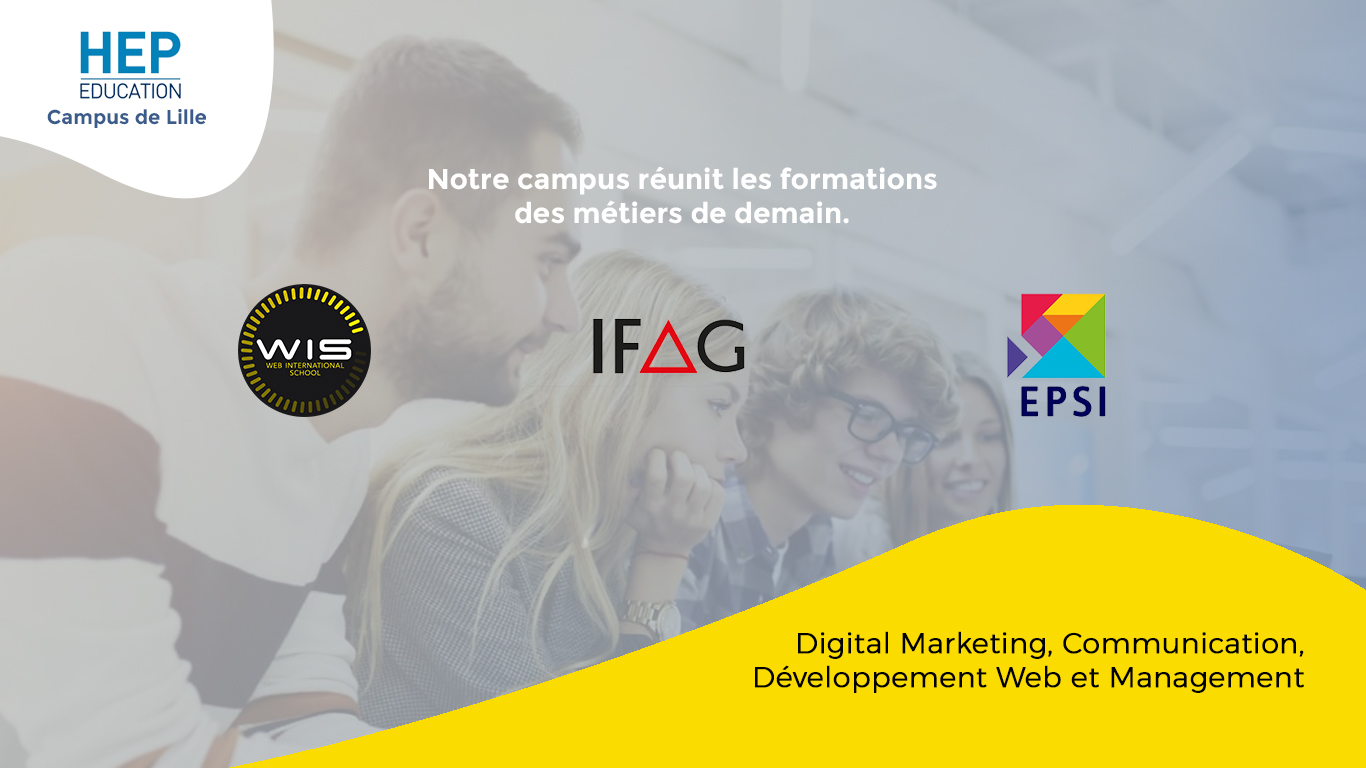 HEP
EDUCATION
Campus de Lille
Notre campus réunit les formations
des métiers de demain.
WIS
WEB INTERNATIONAL
SCHOOL
IFAG
EPSI
Digital Marketing, Communication,
Développement Web et Management